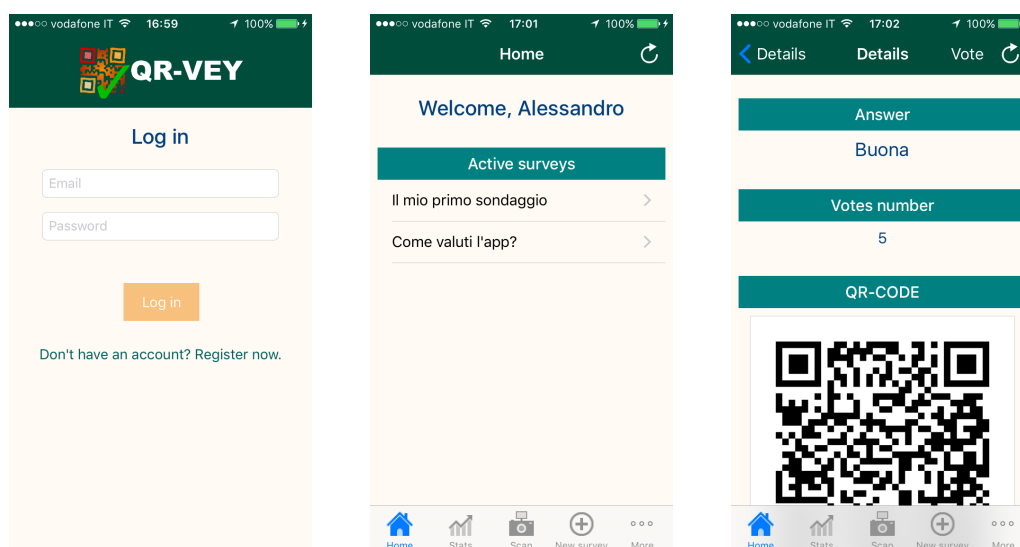 vodafone IT 16:59 100%
QR-VEY
Log in
Email
Password
Log in
Don't have an account? Register now.
vodafone IT 17:01 100%
Home
Welcome, Alessandro
Active surveys
Il mio primo sondaggio
Come valuti l'app?
Home Stats Scan New survey More
vodafone IT 17:02 100%
Details Details Vote
Answer
Buona
Votes number
5
QR-CODE
Home Stats Scan New survey More